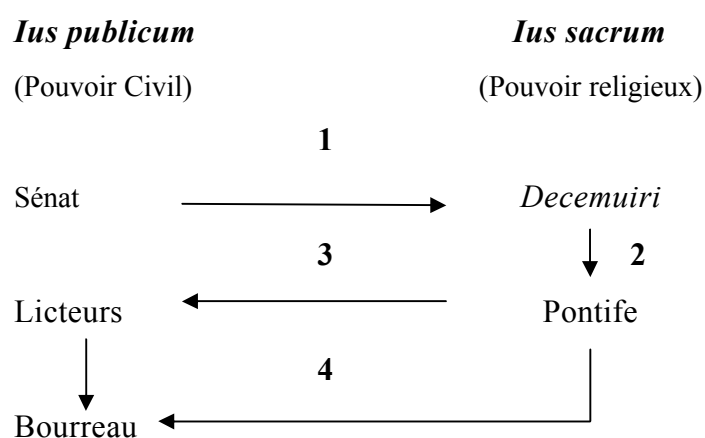 Ius publicum Ius sacrum
(Pouvoir Civil) (Pouvoir religieux)
1
Sénat Decemuiri
3 2
Licteurs Pontife
4
Bourreau